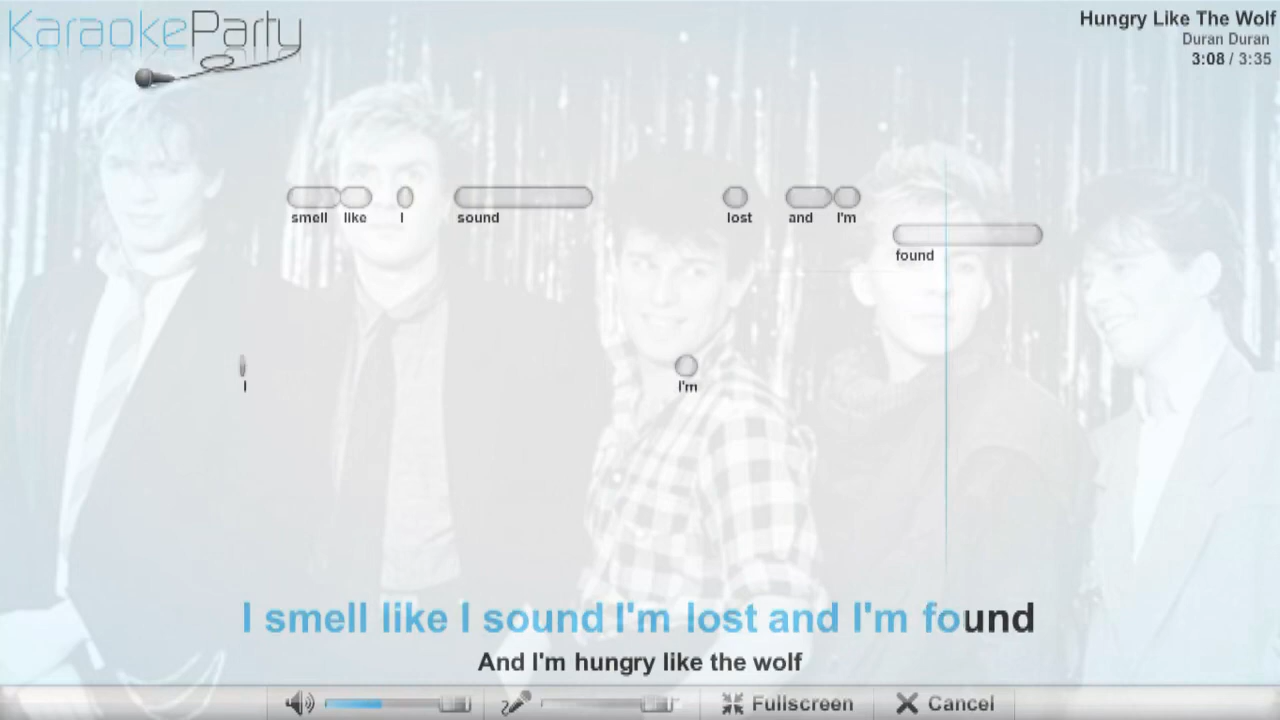 KaraokeParty
Hungry Like The Wolf
Duran Duran
3:08 / 3:35
smell like I sound lost and I'm
found
I I'm
I smell like I sound I'm lost and I'm found
And I'm hungry like the wolf
Fullscreen Cancel